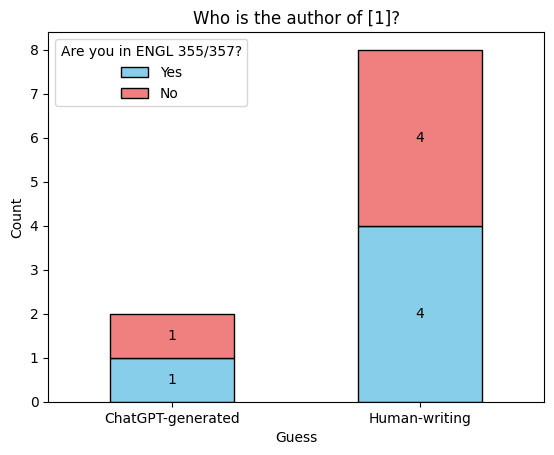 Who is the author of [1]?
Are you in ENGL 355/357?
Yes
No
8
7
6
5
4
3
2
1
0
Count
4
4
1
1
ChatGPT-generated
Human-writing
Guess